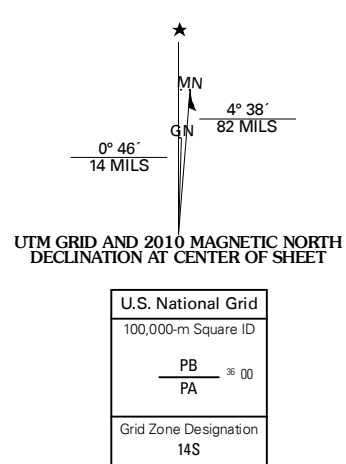 ★
MN
4° 38´
82 MILS
GN
0° 46´
14 MILS
UTM GRID AND 2010 MAGNETIC NORTH
DECLINATION AT CENTER OF SHEET
U.S. National Grid
100,000-m Square ID
PB
36 00
PA
Grid Zone Designation
14S